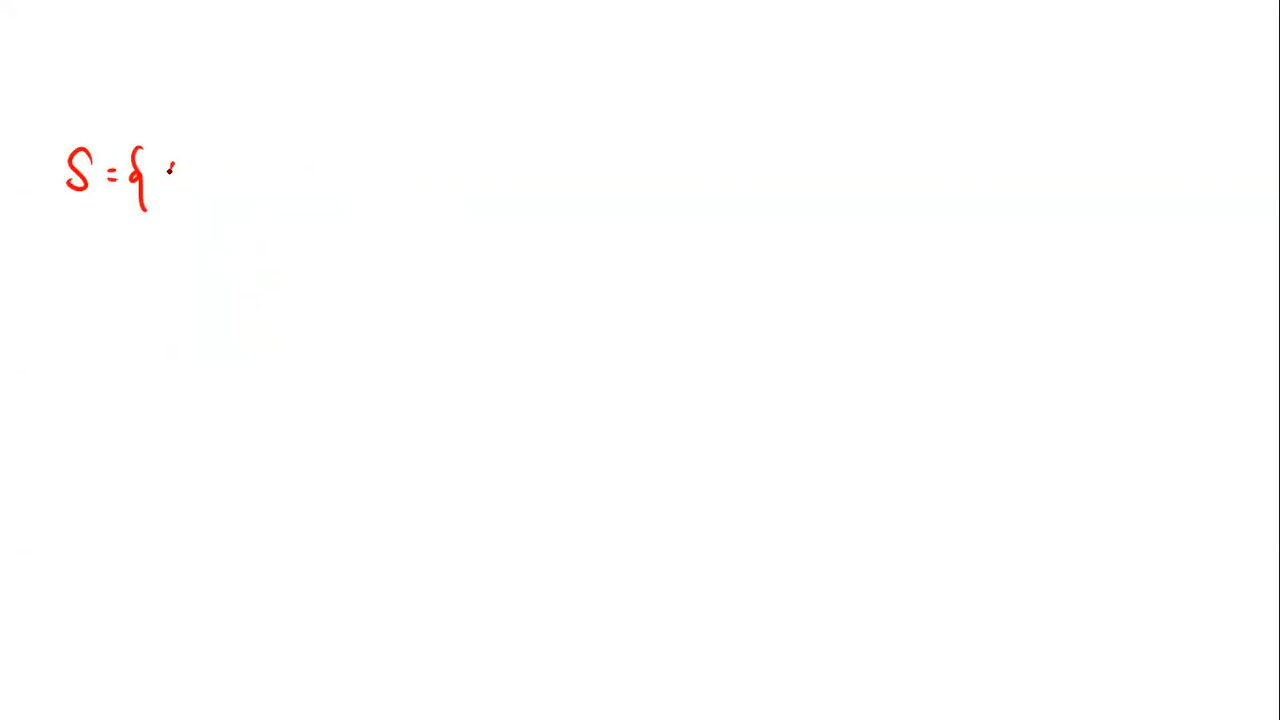 S = {